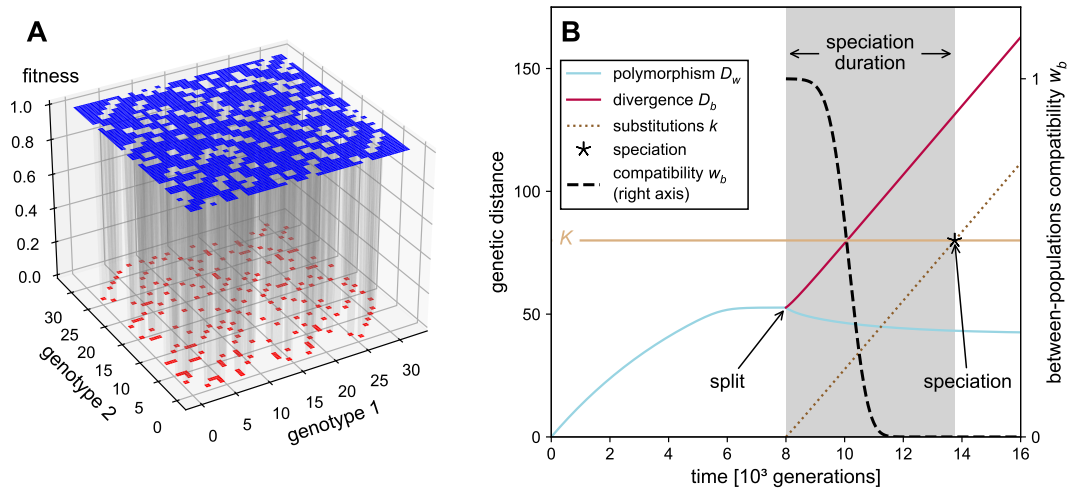 A
fitness
1.0
0.8
0.6
0.4
0.2
0.0
30
25
20
15
10
5
0
genotype 2
0
5
10
15
20
25
30
genotype 1
B
speciation
duration
polymorphism D_w
divergence D_b
substitutions k
speciation
compatibility w_b
(right axis)
K
split
speciation
genetic distance
150
100
50
0
0 2 4 6 8 10 12 14 16
time [10³ generations]
1
0
between-populations compatibility w_b